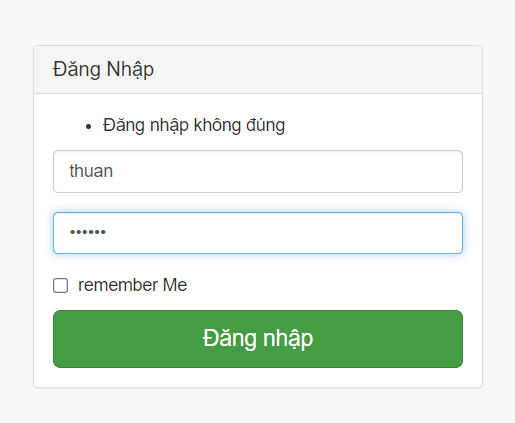 Đăng Nhập
Đăng nhập không đúng
thuan
••••••
remember Me
Đăng nhập